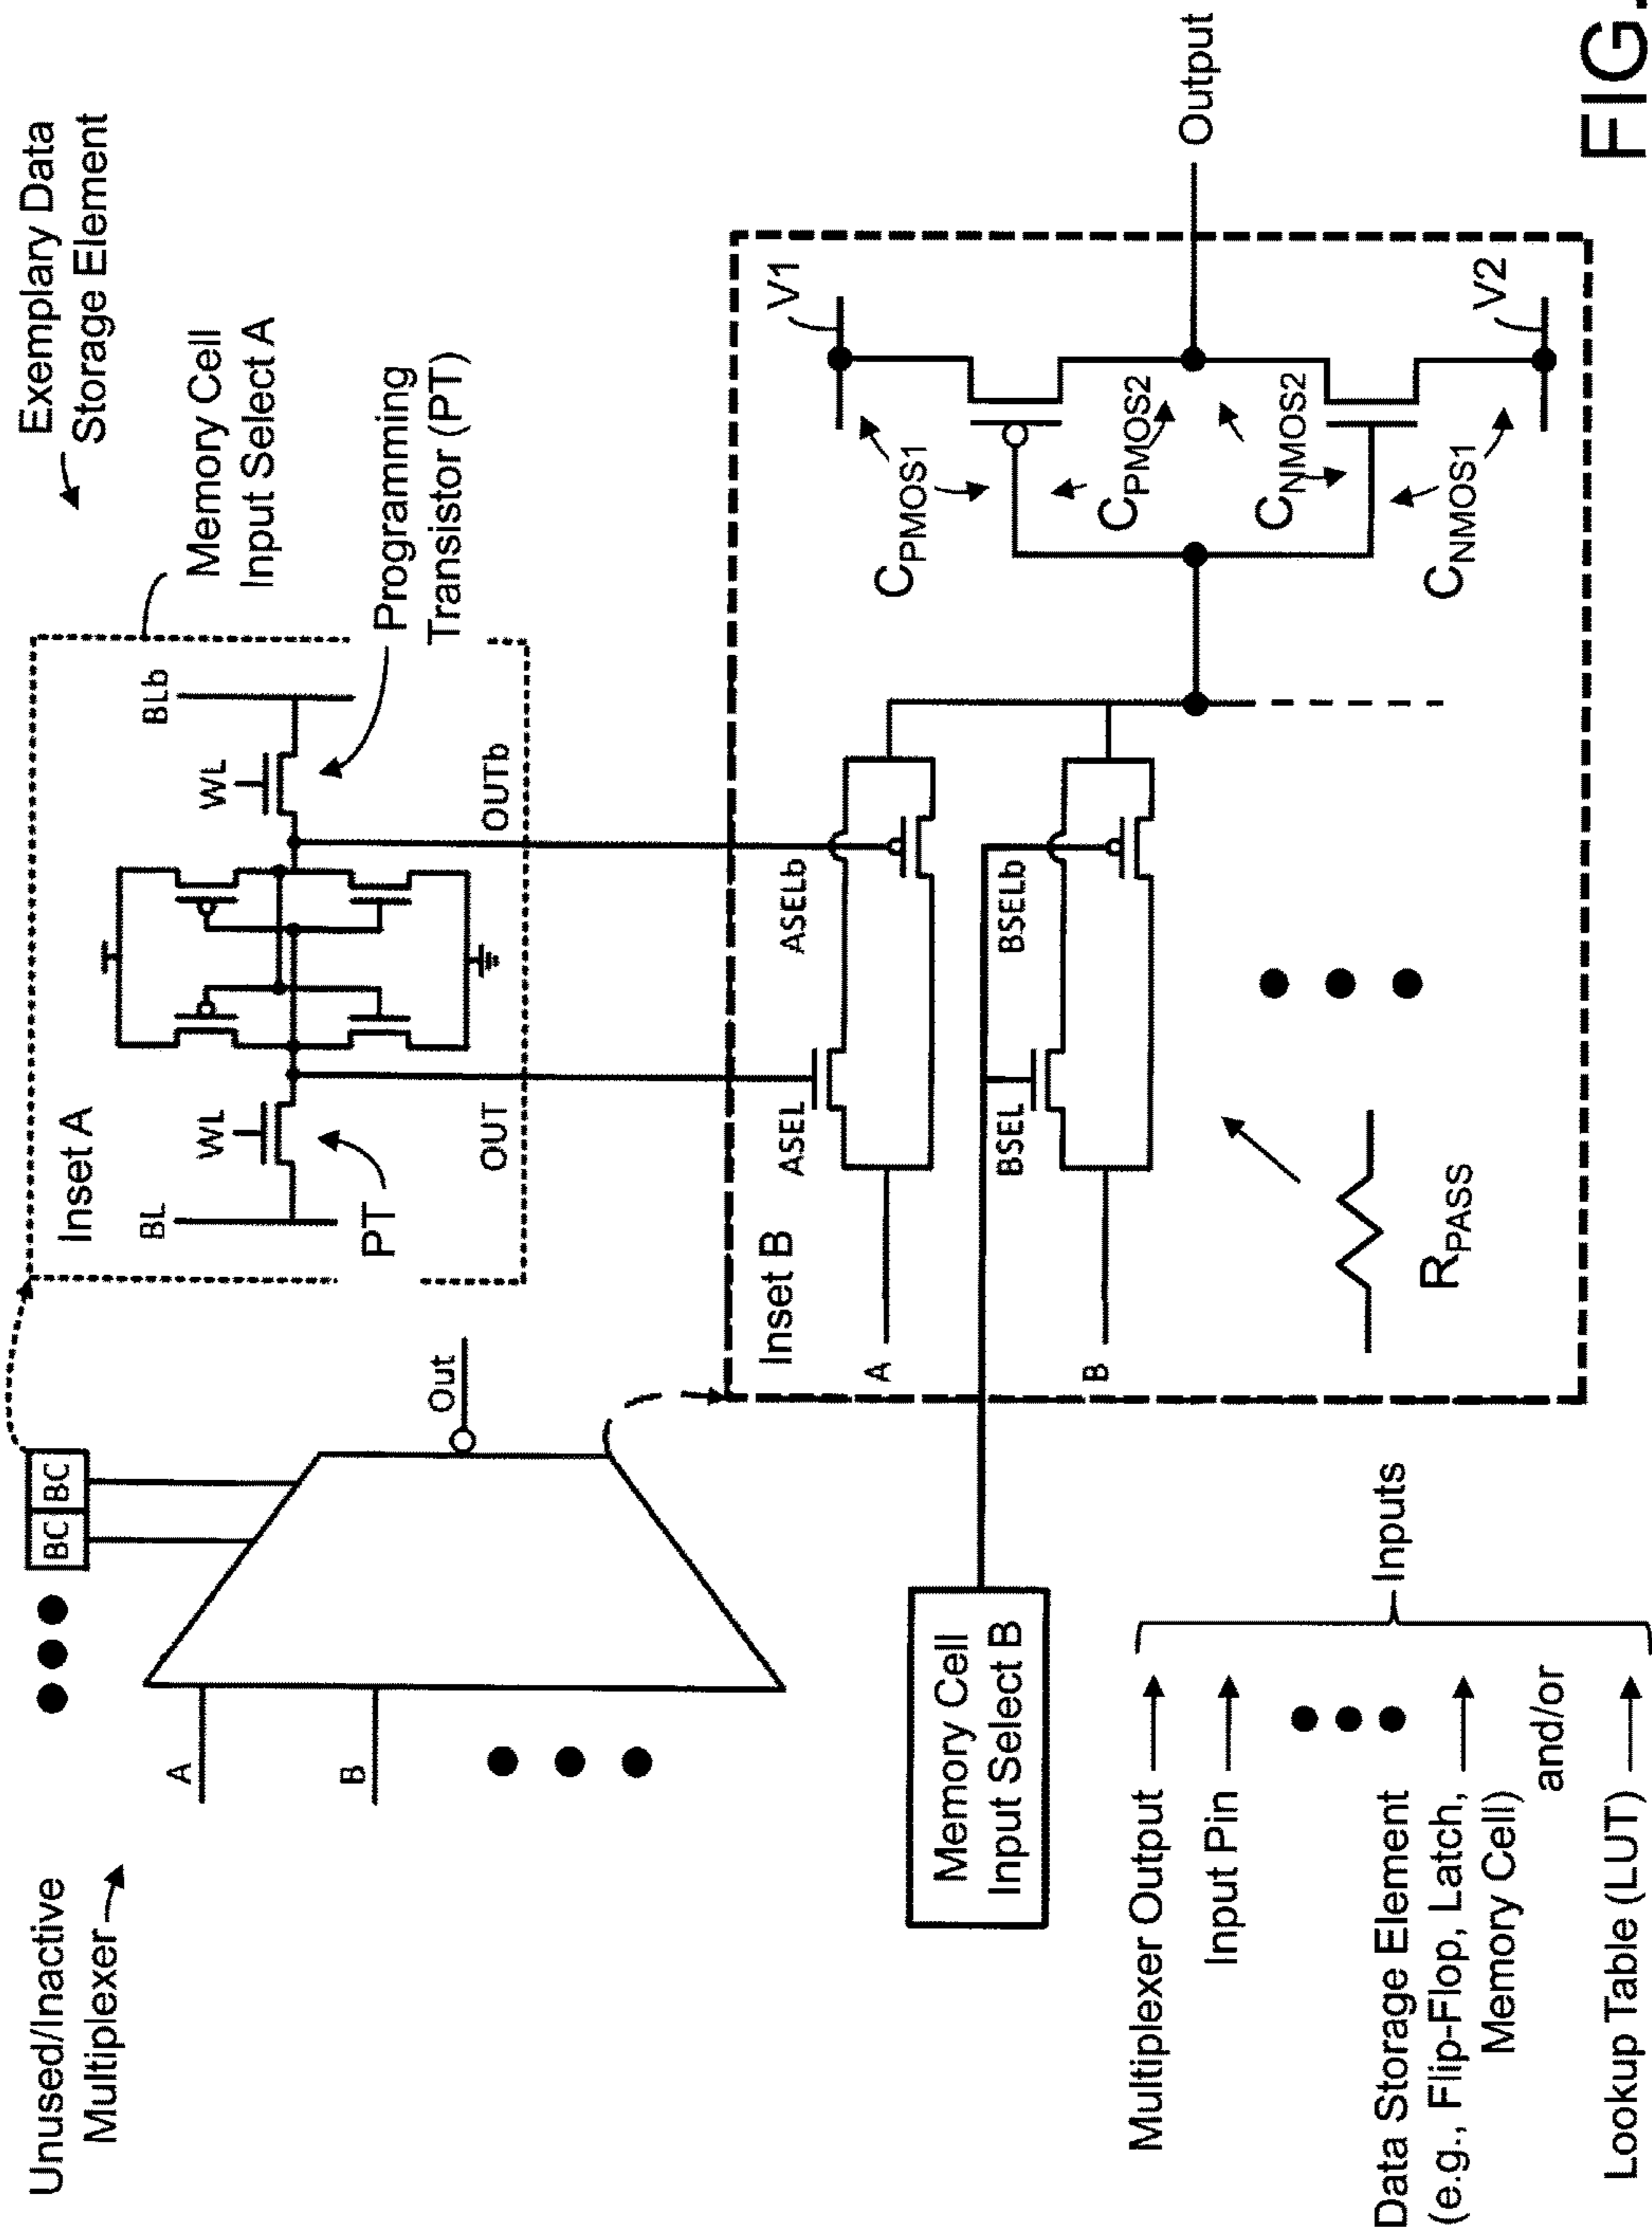 Unused/Inactive
Multiplexer
A
B
BC
BC
Out
Exemplary Data
Storage Element
Memory Cell
Input Select A
Programming
Transistor (PT)
Inset A
BL
BLb
WL
WL
PT
OUT
OUTb
Inset B
A
ASEL
ASELb
B
BSEL
BSELb
RPASS
V1
CPMOS1
CPMOS2
CNMOS2
CNMOS1
V2
Output
Memory Cell
Input Select B
Multiplexer Output
Input Pin
Data Storage Element
(e.g., Flip-Flop, Latch,
Memory Cell)
and/or
Lookup Table (LUT)
Inputs
FIG.